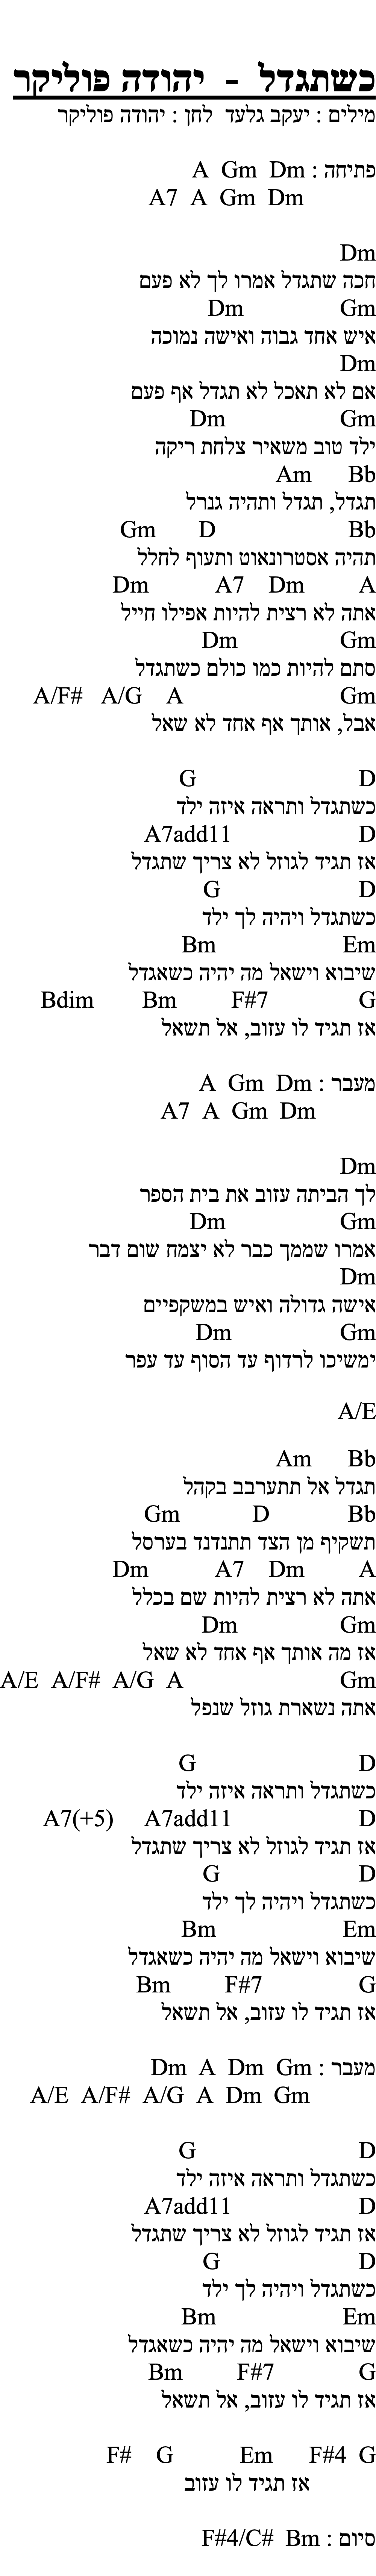 כשתגדל - יהודה פוליקר
מילים : יעקב גלעד לחן : יהודה פוליקר
פתיחה : A Gm Dm
A7 A Gm Dm
Dm
חכה שתגדל אמרו לך לא פעם
Dm Gm
איש אחד גבוה ואישה נמוכה
Dm
אם לא תאכל לא תגדל אף פעם
Dm Gm
ילד טוב משאיר צלחת ריקה
Am Bb
תגדל, תגדל ותהיה גנרל
Gm D Bb
תהיה אסטרונאוט ותעוף לחלל
Dm A7 Dm A
אתה לא רצית להיות אפילו חייל
Dm Gm
סתם להיות כמו כולם כשתגדל
A/F# A/G A Gm
אבל, אותך אף אחד לא שאל
G D
כשתגדל ותראה איזה ילד
A7add11 D
אז תגיד לגוזל לא צריך שתגדל
G D
כשתגדל ויהיה לך ילד
Bm Em
שיבוא וישאל מה יהיה כשאגדל
Bdim Bm F#7 G
אז תגיד לו עזוב, אל תשאל
מעבר : A Gm Dm
A7 A Gm Dm
Dm
לך הביתה עזוב את בית הספר
Dm Gm
אמרו שממך כבר לא יצמח שום דבר
Dm
אישה גדולה ואיש במשקפיים
Dm Gm
ימשיכו לרדוף עד הסוף עד עפר
A/E
Am Bb
תגדל אל תתערבב בקהל
Gm D Bb
תשקיף מן הצד תתנדנד בערסל
Dm A7 Dm A
אתה לא רצית להיות שם בכלל
Dm Gm
אז מה אותך אף אחד לא שאל
A/E A/F# A/G A Gm
אתה נשארת גוזל שנפל
G D
כשתגדל ותראה איזה ילד
A7(+5) A7add11 D
אז תגיד לגוזל לא צריך שתגדל
G D
כשתגדל ויהיה לך ילד
Bm Em
שיבוא וישאל מה יהיה כשאגדל
Bm F#7 G
אז תגיד לו עזוב, אל תשאל
מעבר : Dm A Dm Gm
A/E A/F# A/G A Dm Gm
G D
כשתגדל ותראה איזה ילד
A7add11 D
אז תגיד לגוזל לא צריך שתגדל
G D
כשתגדל ויהיה לך ילד
Bm Em
שיבוא וישאל מה יהיה כשאגדל
Bm F#7 G
אז תגיד לו עזוב, אל תשאל
F# G Em F#4 G
אז תגיד לו עזוב
סיום : F#4/C# Bm